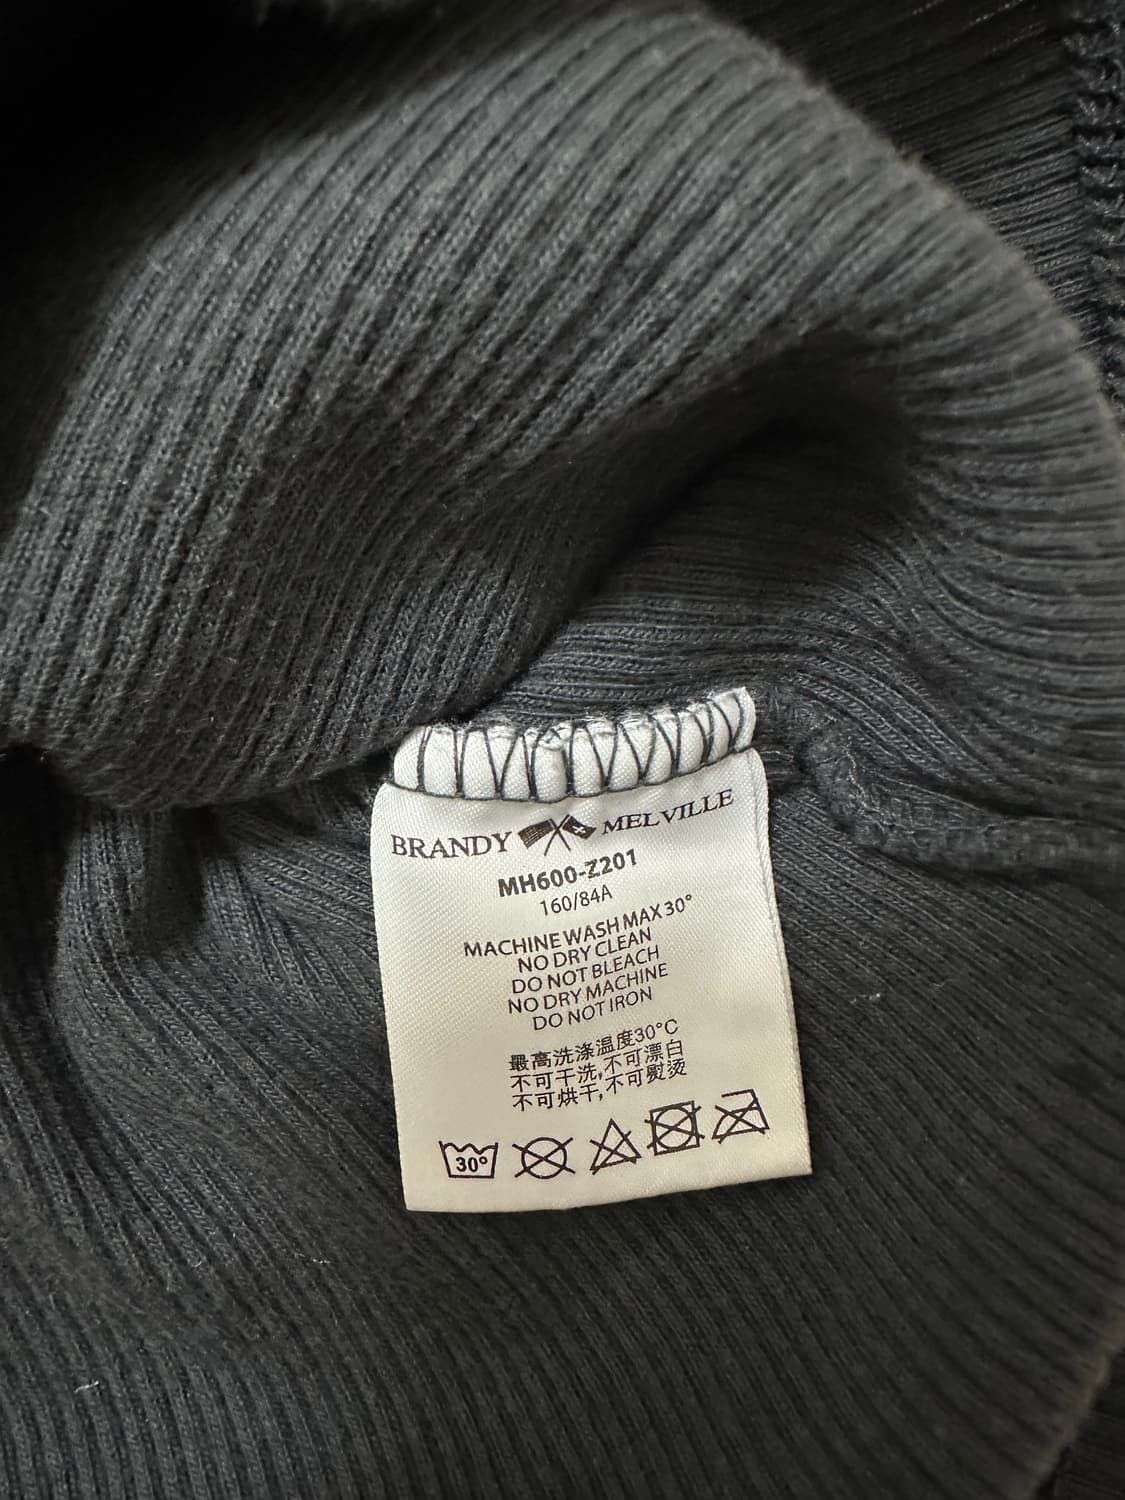 BRANDY MELVILLE
MH600-Z201
160/84A
MACHINE WASH MAX 30°
NO DRY CLEAN
DO NOT BLEACH
NO DRY MACHINE
DO NOT IRON
最高洗涤温度30°C
不可干洗,不可漂白
不可烘干,不可熨烫
30°